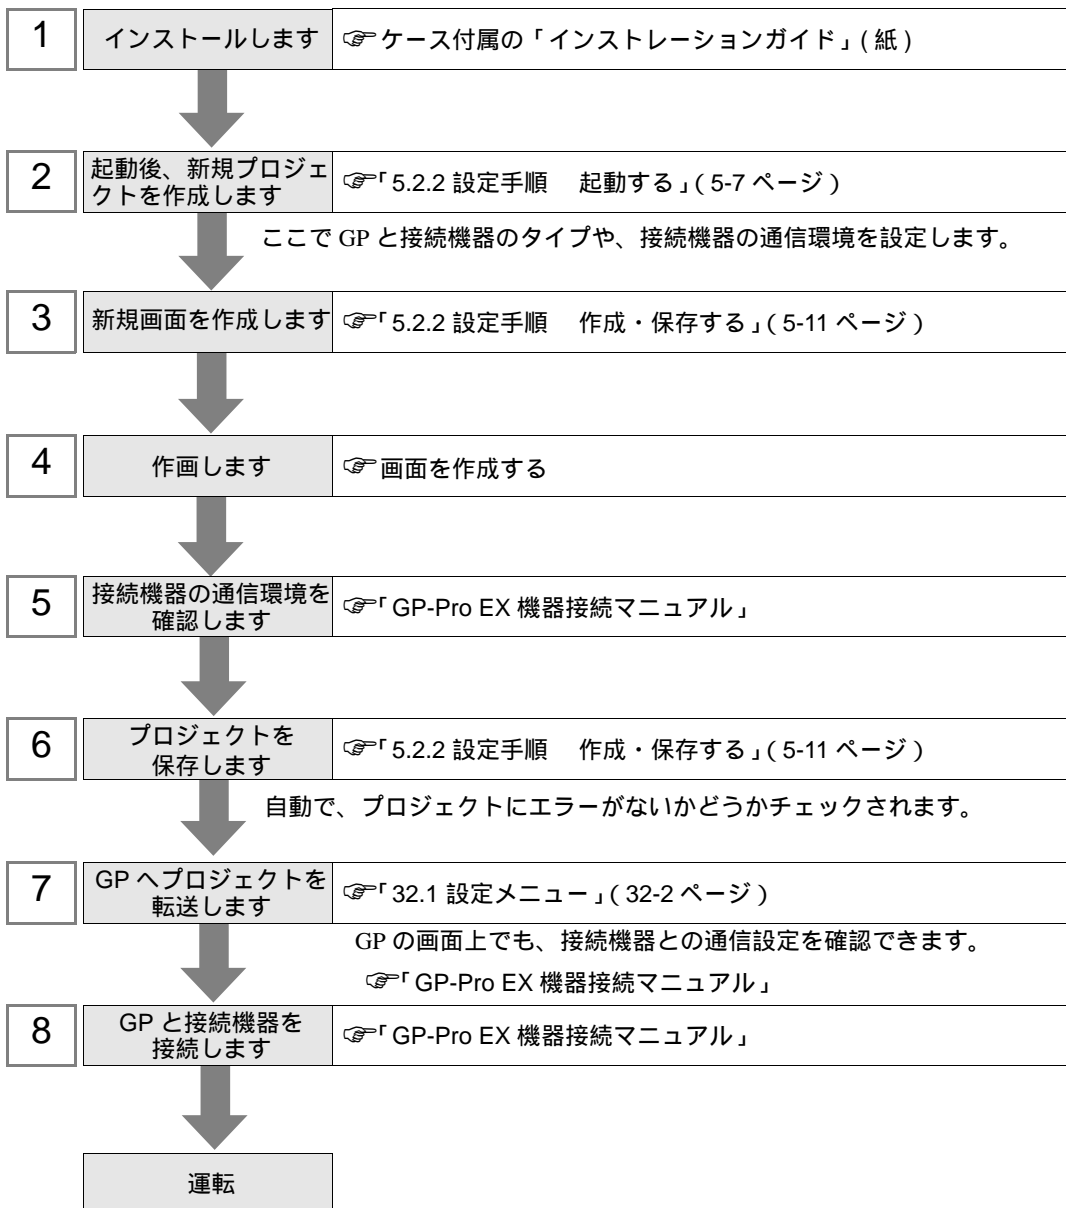 1
インストールします
☞ケース付属の「インストレーションガイド」(紙)
2
起動後、新規プロジェ
クトを作成します
☞「5.2.2 設定手順　起動する」(5-7 ページ)
ここで GP と接続機器のタイプや、接続機器の通信環境を設定します。
3
新規画面を作成します
☞「5.2.2 設定手順　作成・保存する」(5-11 ページ)
4
作画します
☞画面を作成する
5
接続機器の通信環境を
確認します
☞「GP-Pro EX 機器接続マニュアル」
6
プロジェクトを
保存します
☞「5.2.2 設定手順　作成・保存する」(5-11 ページ)
自動で、プロジェクトにエラーがないかどうかチェックされます。
7
GP へプロジェクトを
転送します
☞「32.1 設定メニュー」(32-2 ページ)
GP の画面上でも、接続機器との通信設定を確認できます。
☞「GP-Pro EX 機器接続マニュアル」
8
GP と接続機器を
接続します
☞「GP-Pro EX 機器接続マニュアル」
運転